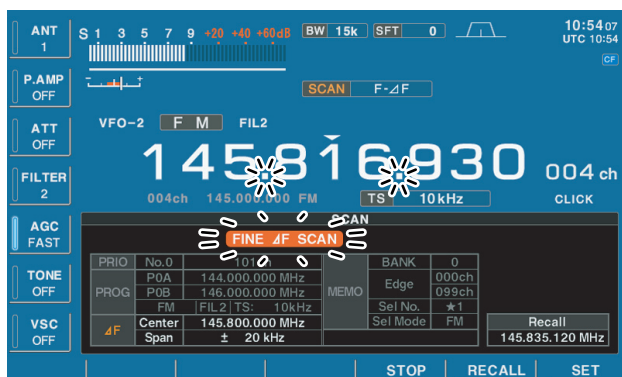 ANT 1
S 1 3 5 7 9 +20 +40 +60dB
BW 15k SFT 0
10:54 07
UTC 10:54
CF
P.AMP OFF
SCAN F-⊿F
ATT OFF
VFO-2 FM FIL2
145.816.930
004 ch
FILTER 2
004ch 145.000.000 FM
TS 10kHz
CLICK
AGC FAST
SCAN
FINE ⊿F SCAN
TONE OFF
PRIO No.0 101ch
PROG P0A 144.000.000 MHz
P0B 146.000.000 MHz
FM FIL2 TS: 10kHz
MEMO BANK 0
Edge 000ch
099ch
Sel No. ★1
Sel Mode FM
VSC OFF
⊿F Center 145.800.000 MHz
Span ± 20 kHz
Recall
145.835.120 MHz
STOP RECALL SET